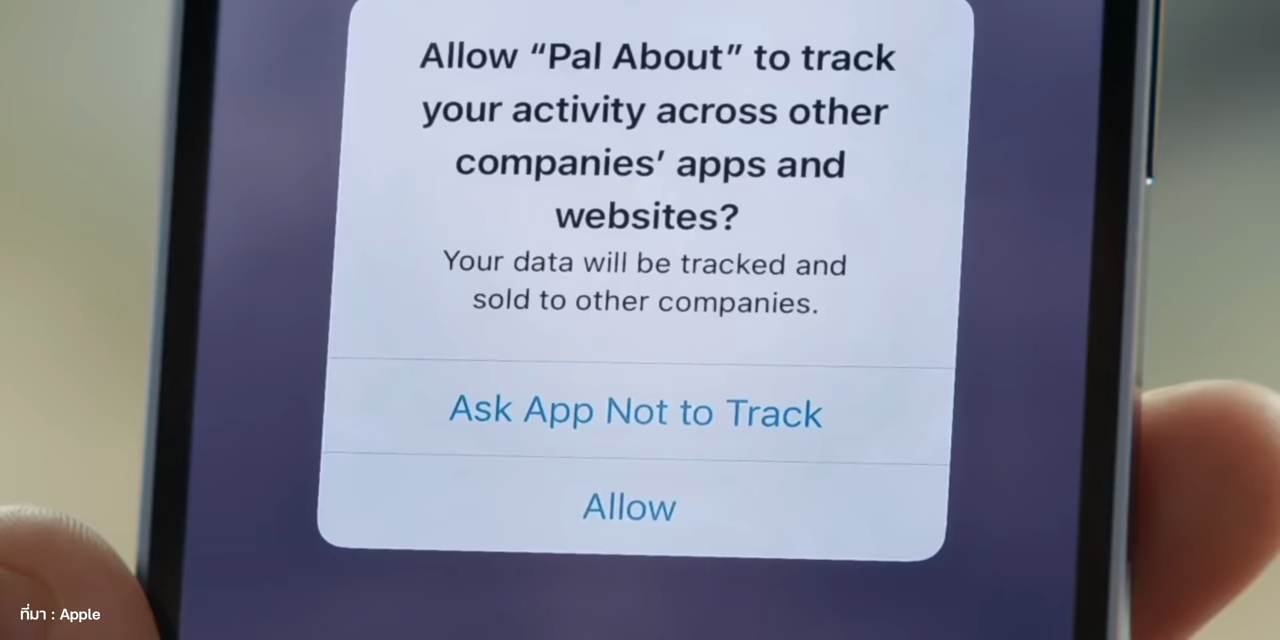 Allow “Pal About” to track
your activity across other
companies’ apps and
websites?
Your data will be tracked and
sold to other companies.
Ask App Not to Track
Allow
ที่มา : Apple